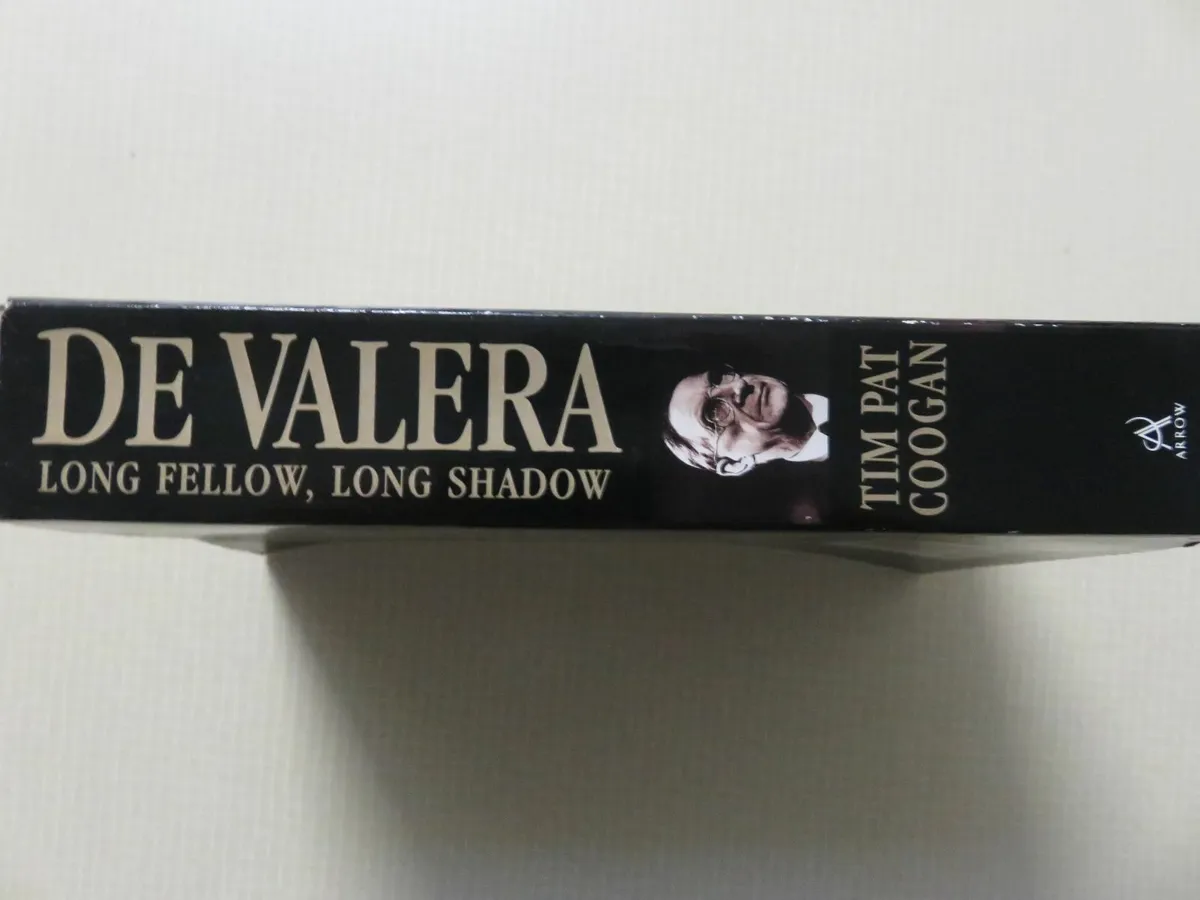 DE VALERA
LONG FELLOW, LONG SHADOW
TIM PAT
COOGAN
ARROW